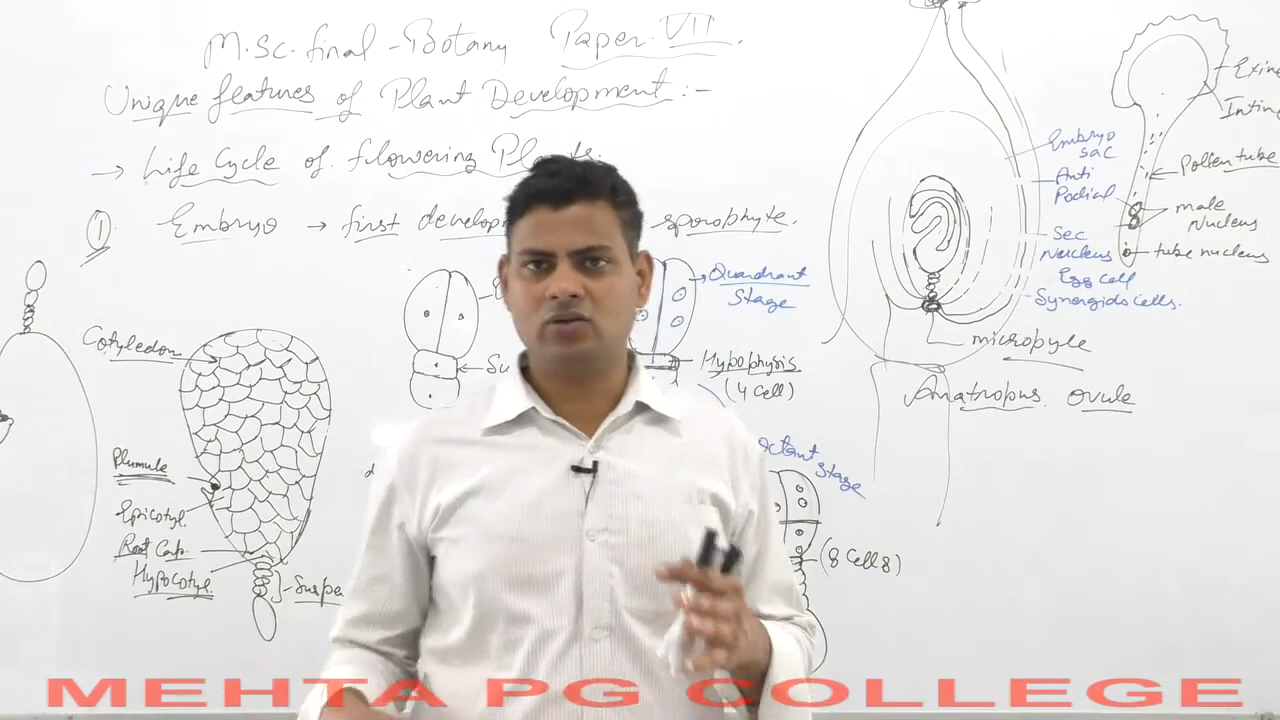 M.Sc. final - Botany Paper VII.
Unique features of Plant Development :-
→ Life Cycle of flowering Plants.
① Embryo → first develop sporophyte.
Cotyledon
Plumule
Epicotyl
Root Cap
Hypocotyl
Suspe
Su
Quadrant
Stage
Hypophysis
(4 Cell)
Octant
Stage
(8 Cell8)
Embryo
sac
Anti
Podial
Sec
Nucleus
Egg cell
Synergids cells.
micropyle
Anatropus ovule
Exine
Intine
Pollen tube
male
Nucleus
tube nucleus
MEHTA PG COLLEGE